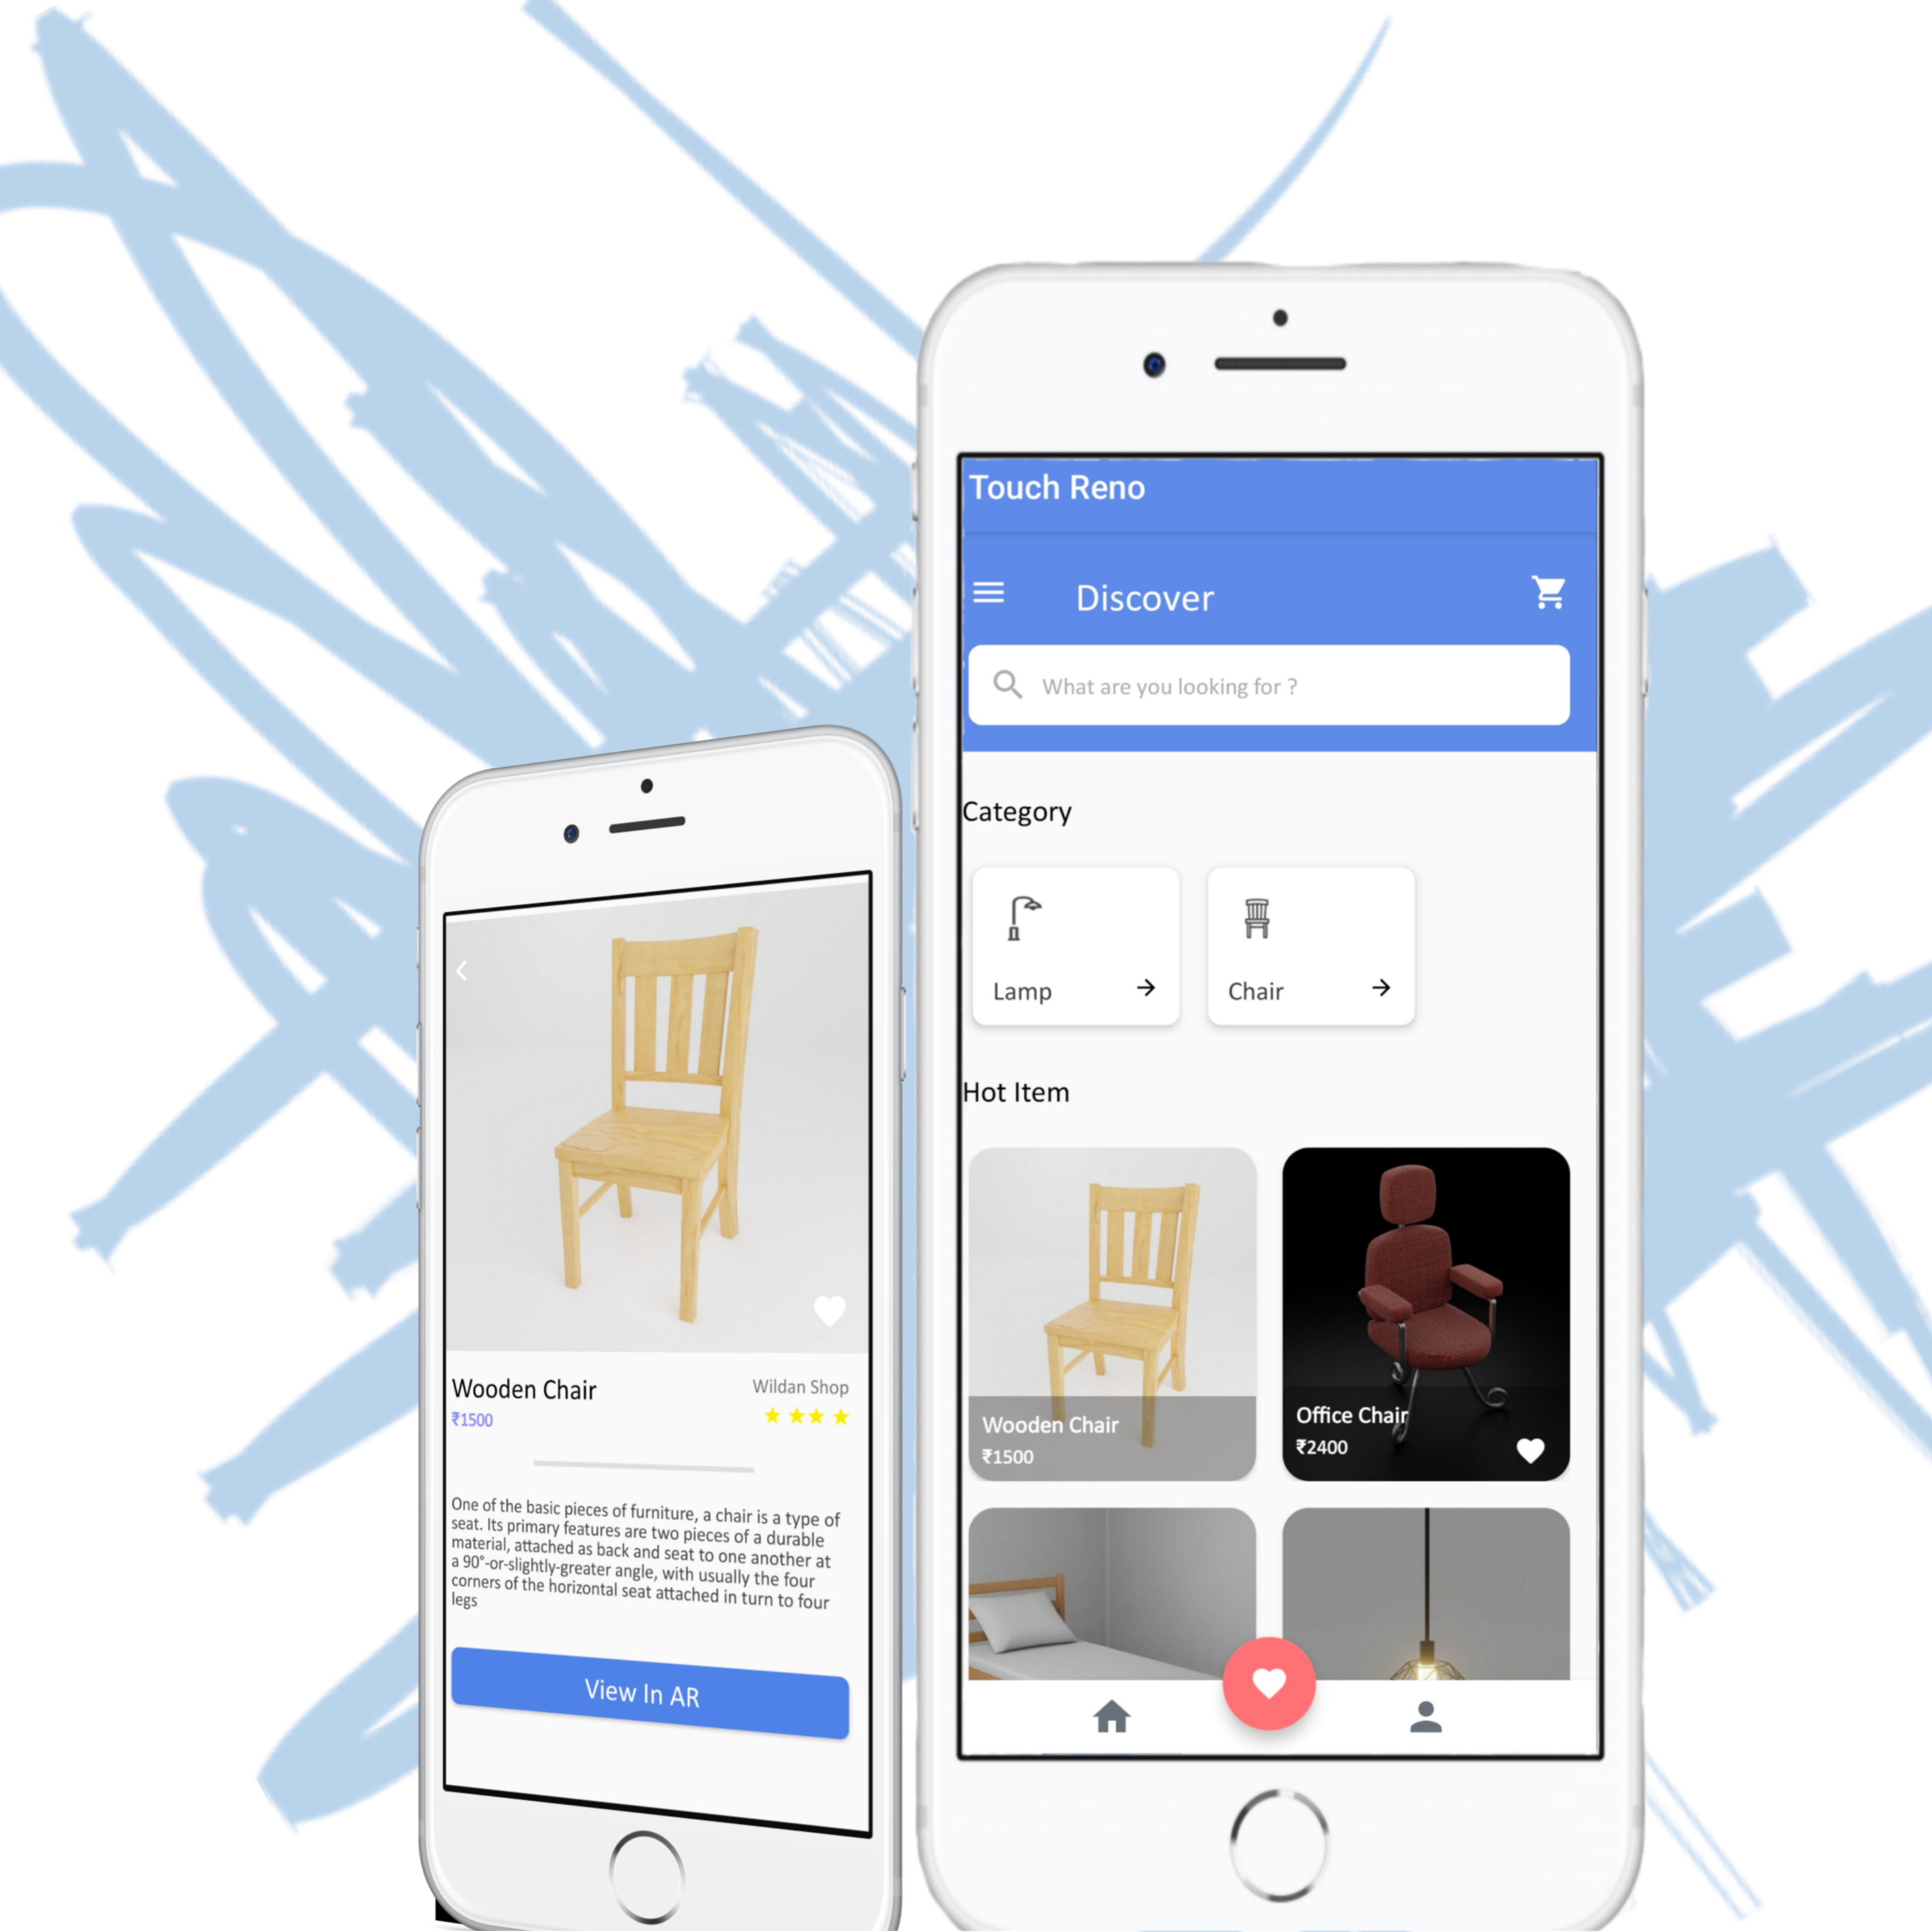 Touch Reno
Discover
What are you looking for ?
Category
Lamp
Chair
Hot Item
Wooden Chair
₹1500
Office Chair
₹2400
Wooden Chair
Wildan Shop
₹1500
One of the basic pieces of furniture, a chair is a type of
seat. Its primary features are two pieces of a durable
material, attached as back and seat to one another at
a 90°-or-slightly-greater angle, with usually the four
corners of the horizontal seat attached in turn to four
legs
View In AR